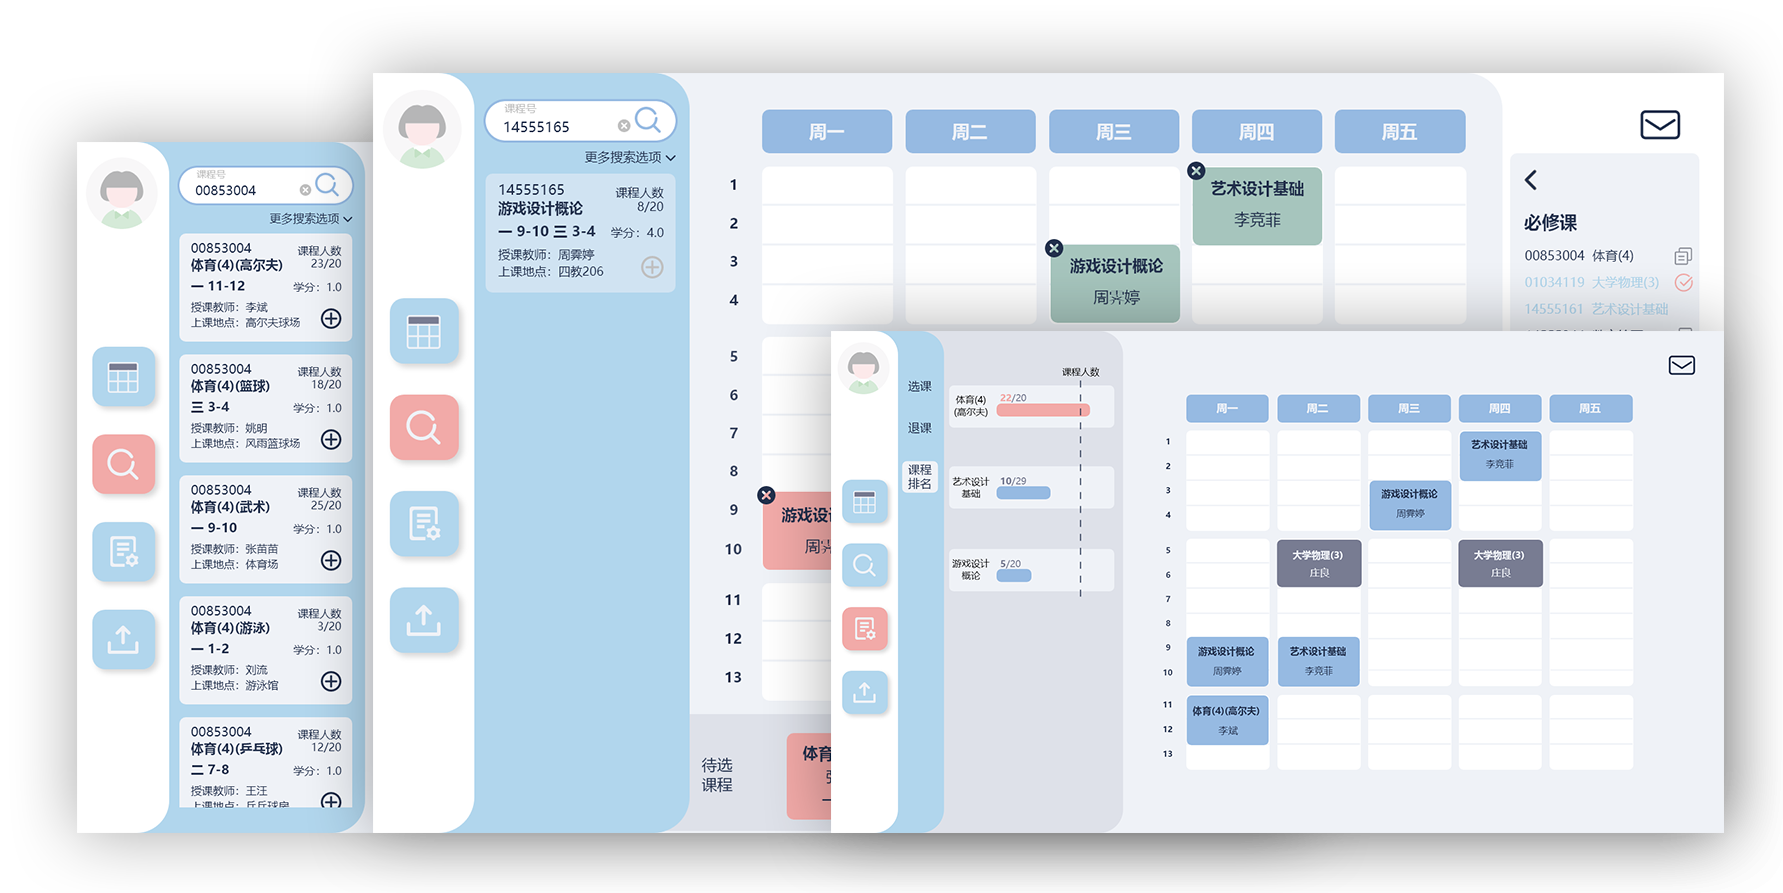 课程号
00853004
更多搜索选项
00853004
课程人数
体育(4)(高尔夫)
23/20
一 11-12
学分：1.0
授课教师：李斌
上课地点：高尔夫球场
00853004
课程人数
体育(4)(篮球)
18/20
三 3-4
学分：1.0
授课教师：姚明
上课地点：风雨篮球场
00853004
课程人数
体育(4)(武术)
25/20
一 9-10
学分：1.0
授课教师：张苗苗
上课地点：体育场
00853004
课程人数
体育(4)(游泳)
3/20
一 1-2
学分：1.0
授课教师：刘流
上课地点：游泳馆
00853004
课程人数
体育(4)(乒乓球)
12/20
二 7-8
学分：1.0
授课教师：王汪
上课地点：乒乓球房
课程号
14555165
更多搜索选项
14555165
课程人数
游戏设计概论
8/20
一 9-10 三 3-4
学分：4.0
授课教师：周霁婷
上课地点：四教206
周一 周二 周三 周四 周五
1
2
3
4
5
6
7
8
9
10
11
12
13
艺术设计基础
李竞菲
游戏设计概论
周霁婷
游戏设
周
待选
课程
体育
必修课
00853004 体育(4)
01034119 大学物理(3)
14555161 艺术设计基础
选课
退课
课程
排名
课程人数
体育(4)
(高尔夫)
22/20
艺术设计
基础
10/29
游戏设计
概论
5/20
周一 周二 周三 周四 周五
1
2
3
4
5
6
7
8
9
10
11
12
13
艺术设计基础
李竞菲
游戏设计概论
周霁婷
大学物理(3)
庄良
大学物理(3)
庄良
游戏设计概论
周霁婷
艺术设计基础
李竞菲
体育(4)(高尔夫)
李斌